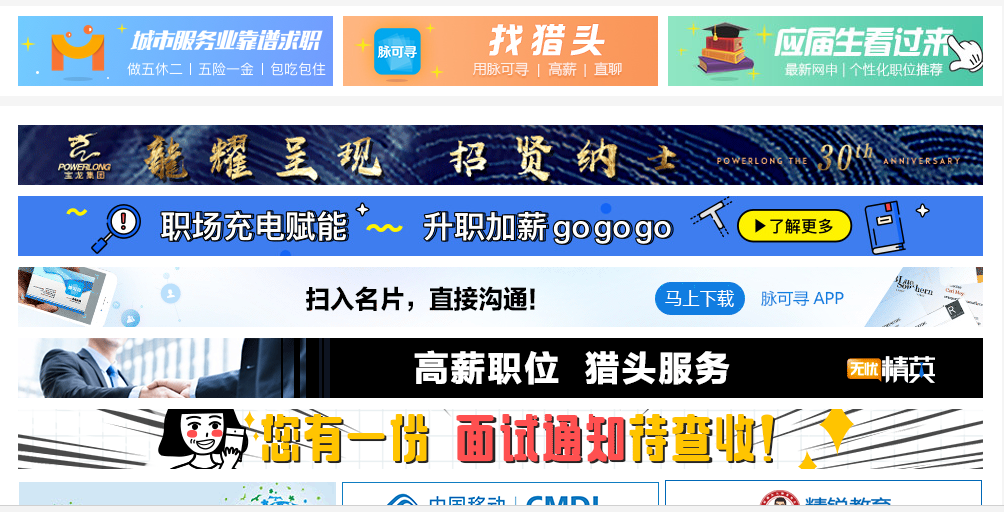 城市服务业靠谱求职
做五休二 | 五险一金 | 包吃包住
脉可寻
找猎头
用脉可寻 | 高薪 | 直聊
应届生看过来
最新网申 | 个性化职位推荐
POWERLONG
宝龙集团
龍耀呈现 招贤纳士
POWERLONG THE 30th ANNIVERSARY
职场充电赋能
升职加薪 gogogo
了解更多
扫入名片，直接沟通!
马上下载
脉可寻 APP
高薪职位 猎头服务
无忧精英
您有一份 面试通知待查收!
中国移动 | CMDI
精锐教育